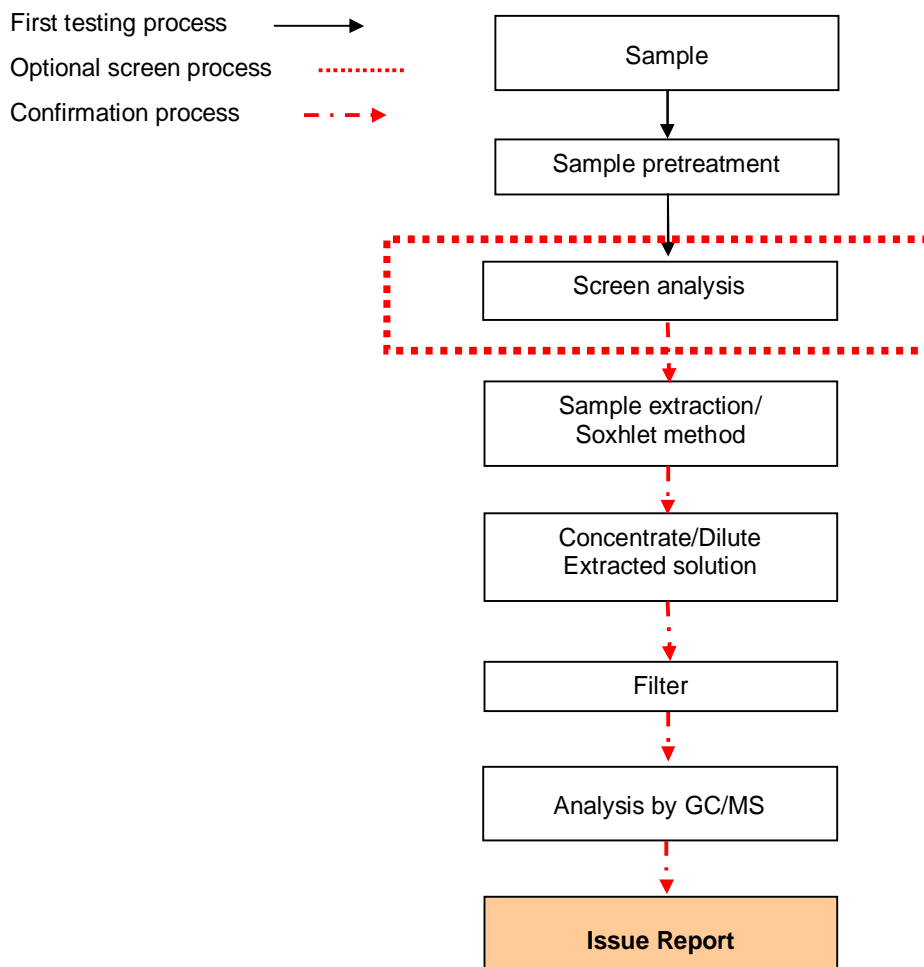 First testing process
Optional screen process
Confirmation process
Sample
Sample pretreatment
Screen analysis
Sample extraction/
Soxhlet method
Concentrate/Dilute
Extracted solution
Filter
Analysis by GC/MS
Issue Report